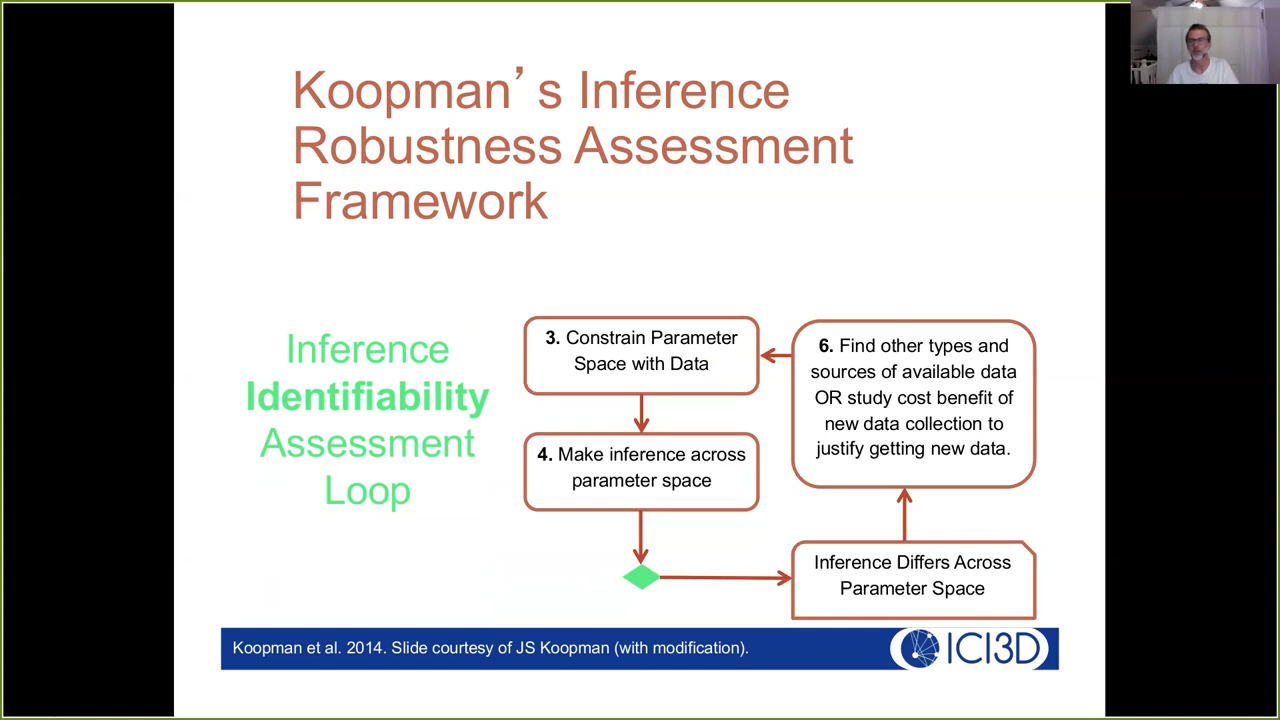 Koopman’s Inference
Robustness Assessment
Framework
Inference
Identifiability
Assessment
Loop
3. Constrain Parameter
Space with Data
4. Make inference across
parameter space
6. Find other types and
sources of available data
OR study cost benefit of
new data collection to
justify getting new data.
Inference Differs Across
Parameter Space
Koopman et al. 2014. Slide courtesy of JS Koopman (with modification).
ICI3D